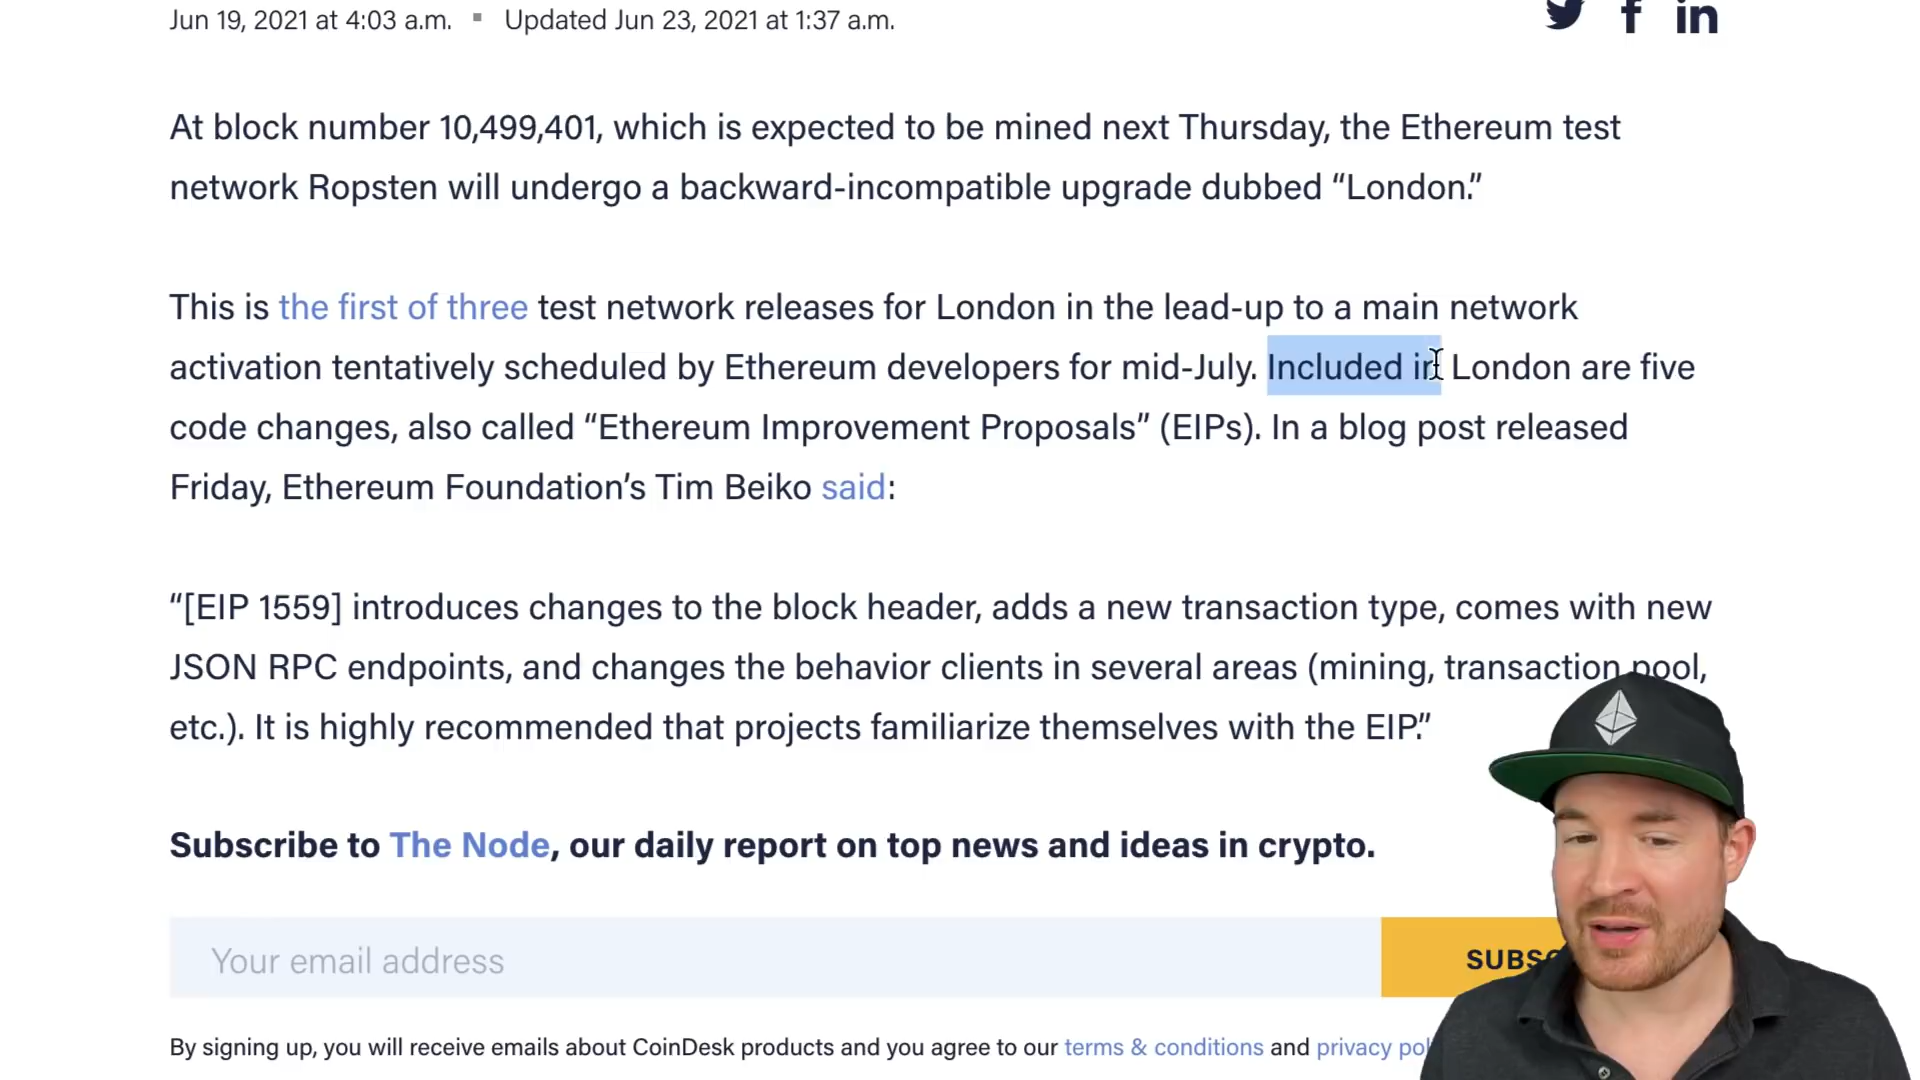 Jun 19, 2021 at 4:03 a.m. ▪ Updated Jun 23, 2021 at 1:37 a.m.
At block number 10,499,401, which is expected to be mined next Thursday, the Ethereum test
network Ropsten will undergo a backward-incompatible upgrade dubbed “London.”
This is the first of three test network releases for London in the lead-up to a main network
activation tentatively scheduled by Ethereum developers for mid-July. Included in London are five
code changes, also called “Ethereum Improvement Proposals” (EIPs). In a blog post released
Friday, Ethereum Foundation’s Tim Beiko said:
“[EIP 1559] introduces changes to the block header, adds a new transaction type, comes with new
JSON RPC endpoints, and changes the behavior clients in several areas (mining, transaction pool,
etc.). It is highly recommended that projects familiarize themselves with the EIP.”
Subscribe to The Node, our daily report on top news and ideas in crypto.
Your email address
By signing up, you will receive emails about CoinDesk products and you agree to our terms & conditions and privacy